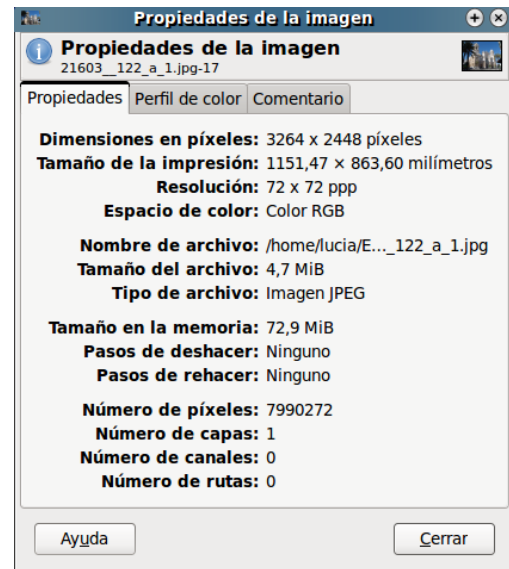 Propiedades de la imagen
Propiedades de la imagen
21603__122_a_1.jpg-17
Propiedades Perfil de color Comentario
Dimensiones en píxeles: 3264 x 2448 píxeles
Tamaño de la impresión: 1151,47 × 863,60 milímetros
Resolución: 72 x 72 ppp
Espacio de color: Color RGB
Nombre de archivo: /home/lucia/E..._122_a_1.jpg
Tamaño del archivo: 4,7 MiB
Tipo de archivo: Imagen JPEG
Tamaño en la memoria: 72,9 MiB
Pasos de deshacer: Ninguno
Pasos de rehacer: Ninguno
Número de píxeles: 7990272
Número de capas: 1
Número de canales: 0
Número de rutas: 0
Ayuda Cerrar